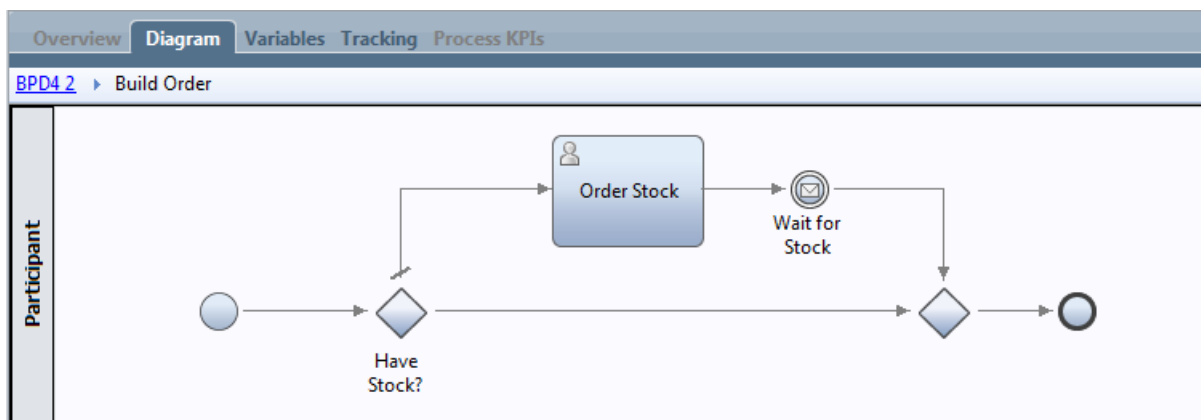 Overview Diagram Variables Tracking Process KPIs
BPD4 2 Build Order
Participant
Order Stock
Wait for
Stock
Have
Stock?